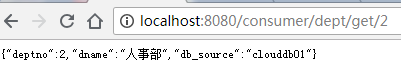 localhost:8080/consumer/dept/get/2
{"deptno":2,"dname":"人事部","db_source":"clouddb01"}